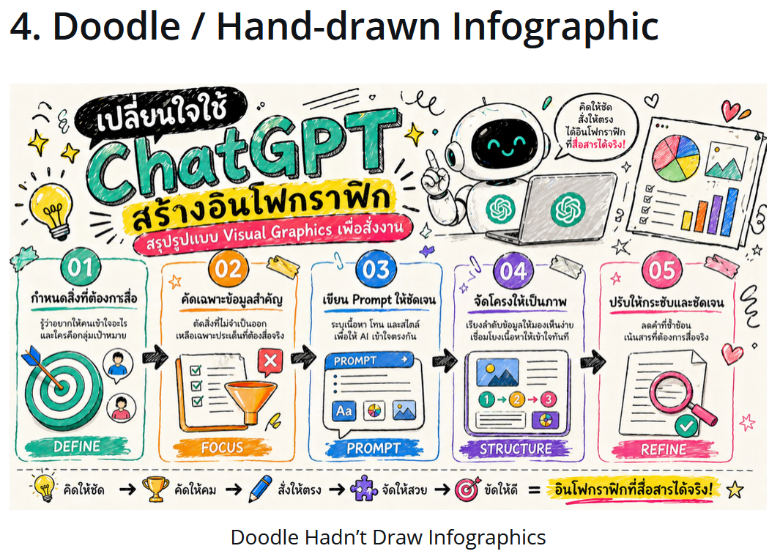 4. Doodle / Hand-drawn Infographic
เปลี่ยนใจใช้
ChatGPT
สร้างอินโฟกราฟิก
สรุปรูปแบบ Visual Graphics เพื่อสั่งงาน
คิดให้ชัด
สั่งให้ตรง
ได้อินโฟกราฟิก
ที่สื่อสารได้จริง!
01
กำหนดสิ่งที่ต้องการสื่อ
รู้ว่าอยากให้คนเข้าใจอะไร
และใครคือกลุ่มเป้าหมาย
DEFINE
02
คัดเฉพาะข้อมูลสำคัญ
ตัดสิ่งที่ไม่จำเป็นออก
เหลือเฉพาะประเด็นที่ต้องสื่อจริง
FOCUS
03
เขียน Prompt ให้ชัดเจน
ระบุเนื้อหา โทน และสไตล์
เพื่อให้ AI เข้าใจตรงกัน
PROMPT
Aa
PROMPT
04
จัดโครงให้เป็นภาพ
เรียงลำดับข้อมูลให้มองเห็นง่าย
เชื่อมโยงเนื้อหาให้เข้าใจทันที
1 2 3
STRUCTURE
05
ปรับให้กระชับและชัดเจน
ลดคำที่ซ้ำซ้อน
เน้นสารที่ต้องการสื่อจริง
REFINE
คิดให้ชัด → คัดให้คม → สั่งให้ตรง → จัดให้สวย → ขัดให้ดี = อินโฟกราฟิกที่สื่อสารได้จริง!
Doodle Hadn't Draw Infographics